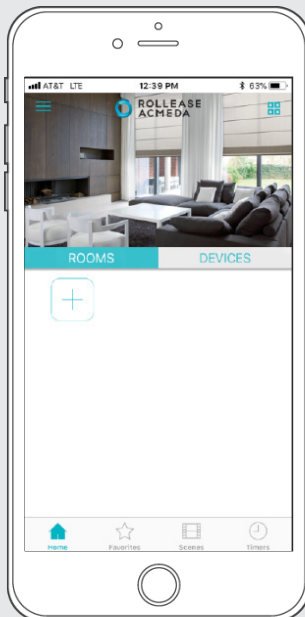 AT&T LTE
12:39 PM
63%
ROLLEASE
ACMEDA
ROOMS
DEVICES
Home
Favorites
Scenes
Timers